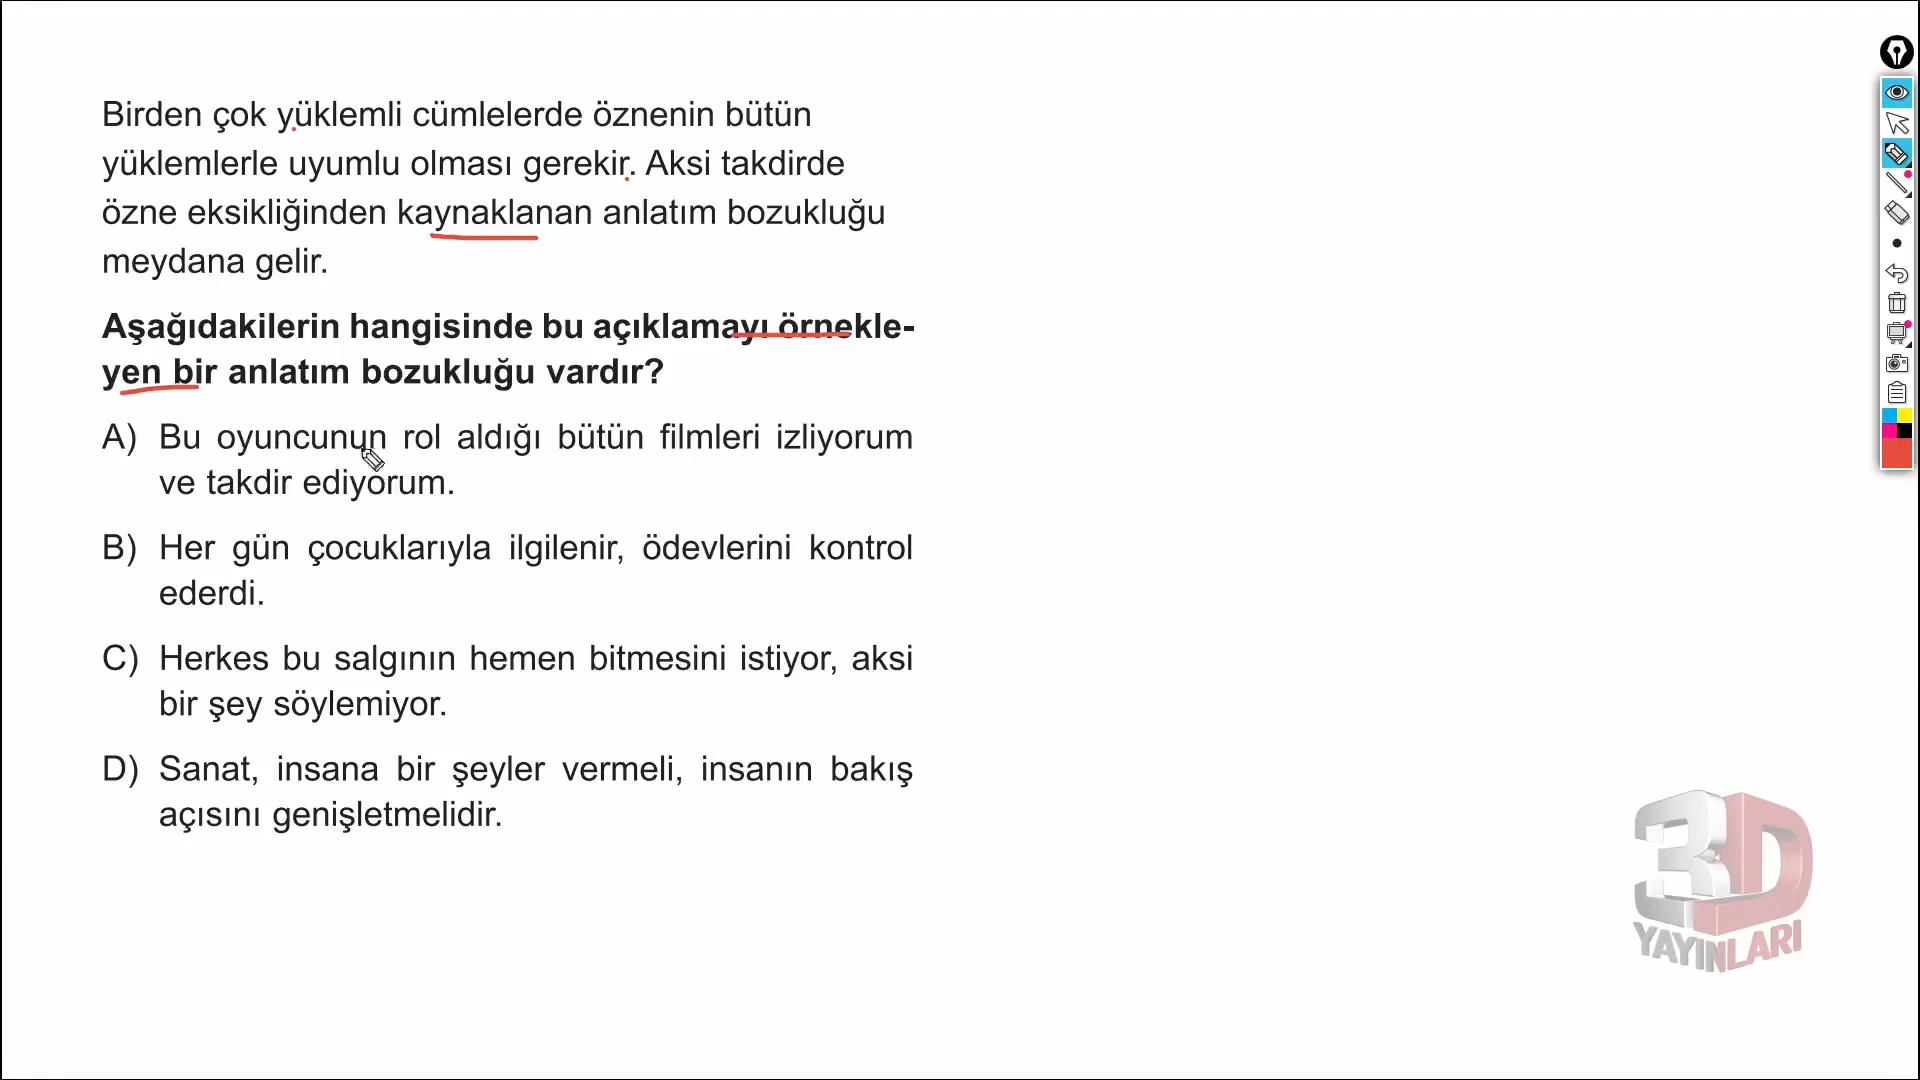 Birden çok yüklemli cümlelerde öznenin bütün
yüklemlerle uyumlu olması gerekir. Aksi takdirde
özne eksikliğinden kaynaklanan anlatım bozukluğu
meydana gelir.
Aşağıdakilerin hangisinde bu açıklamayı örnekle-
yen bir anlatım bozukluğu vardır?
A) Bu oyuncunun rol aldığı bütün filmleri izliyorum
ve takdir ediyorum.
B) Her gün çocuklarıyla ilgilenir, ödevlerini kontrol
ederdi.
C) Herkes bu salgının hemen bitmesini istiyor, aksi
bir şey söylemiyor.
D) Sanat, insana bir şeyler vermeli, insanın bakış
açısını genişletmelidir.
3D
YAYINLARI